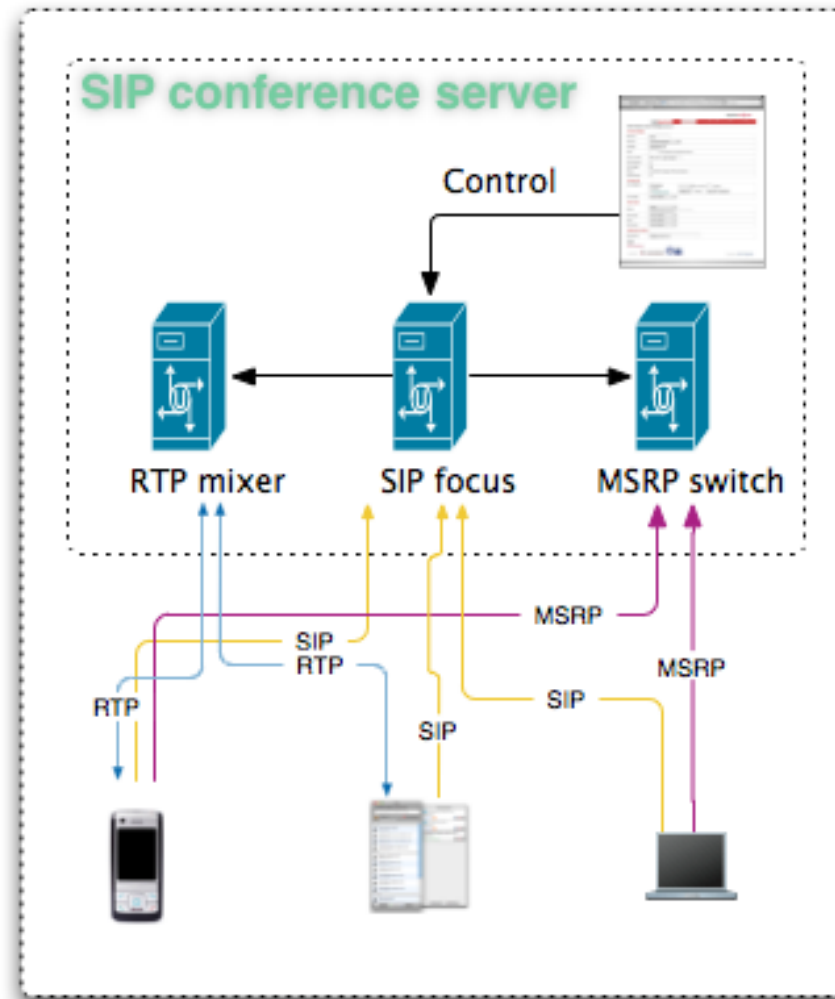 SIP conference server
Control
RTP mixer
SIP focus
MSRP switch
MSRP
SIP
RTP
MSRP
RTP
SIP
SIP